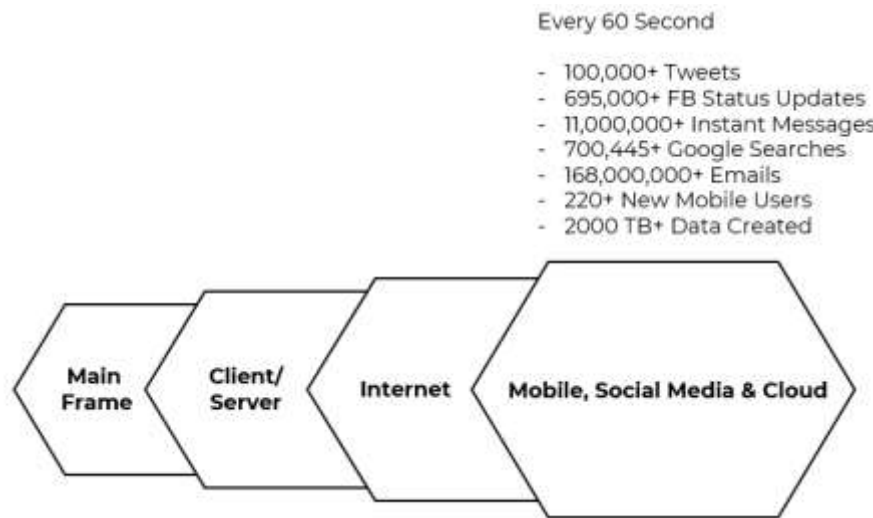 Every 60 Second
- 100,000+ Tweets
- 695,000+ FB Status Updates
- 11,000,000+ Instant Messages
- 700,445+ Google Searches
- 168,000,000+ Emails
- 220+ New Mobile Users
- 2000 TB+ Data Created
Main
Frame
Client/
Server
Internet
Mobile, Social Media & Cloud